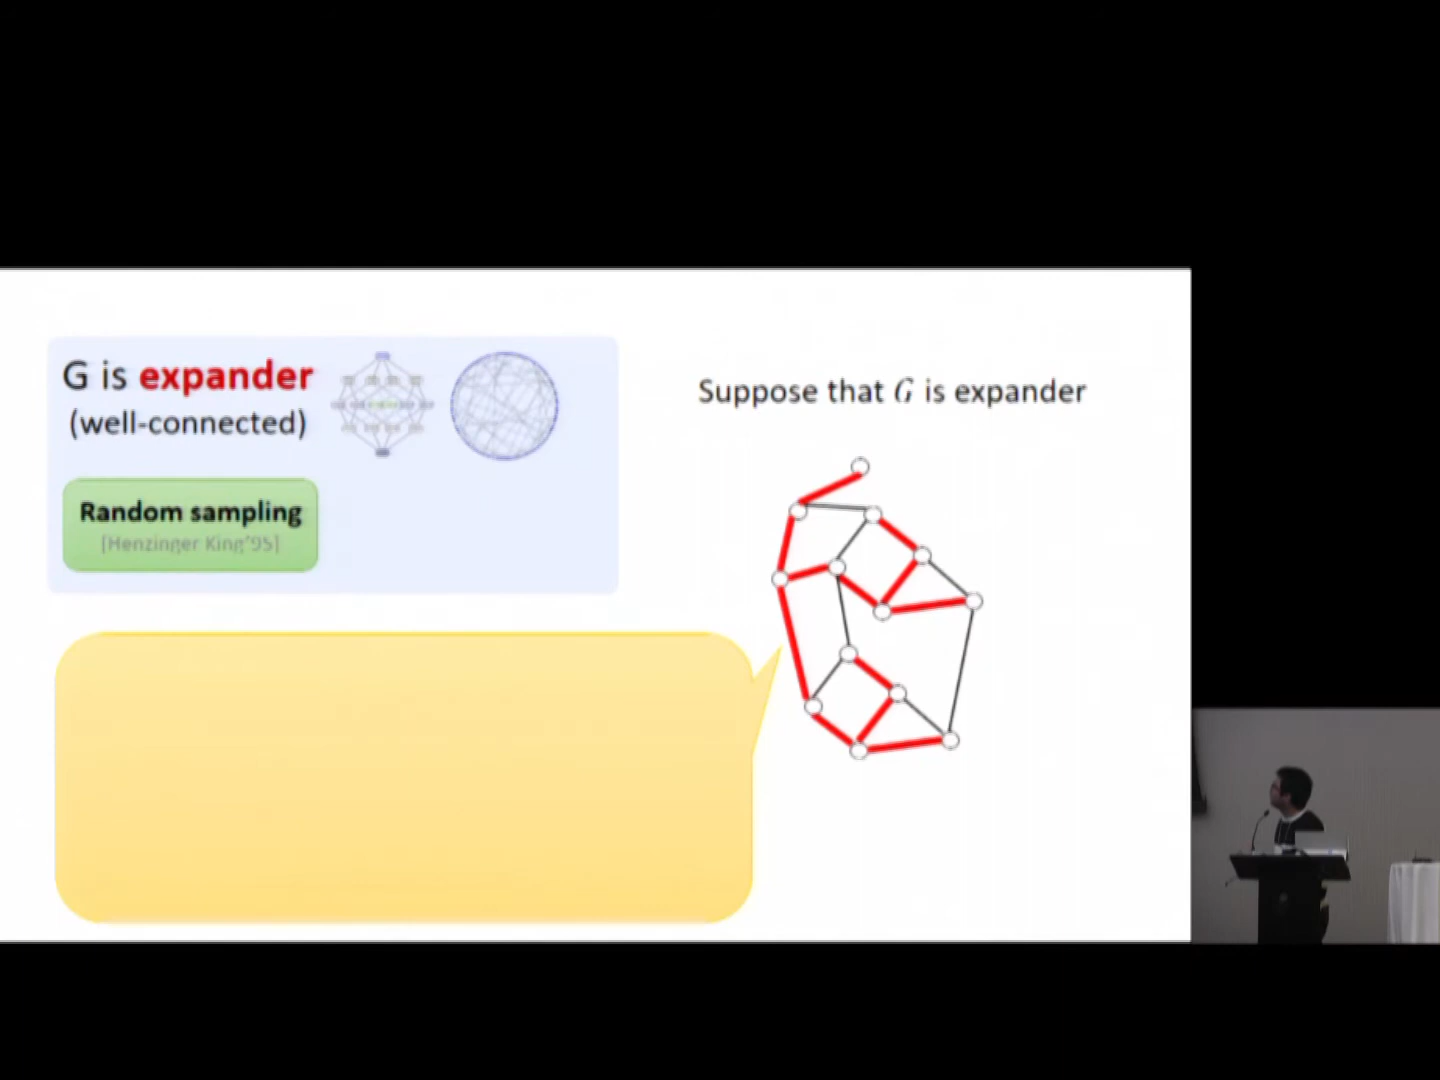 G is expander
(well-connected)
Random sampling
[Henzinger King'95]
Suppose that G is expander